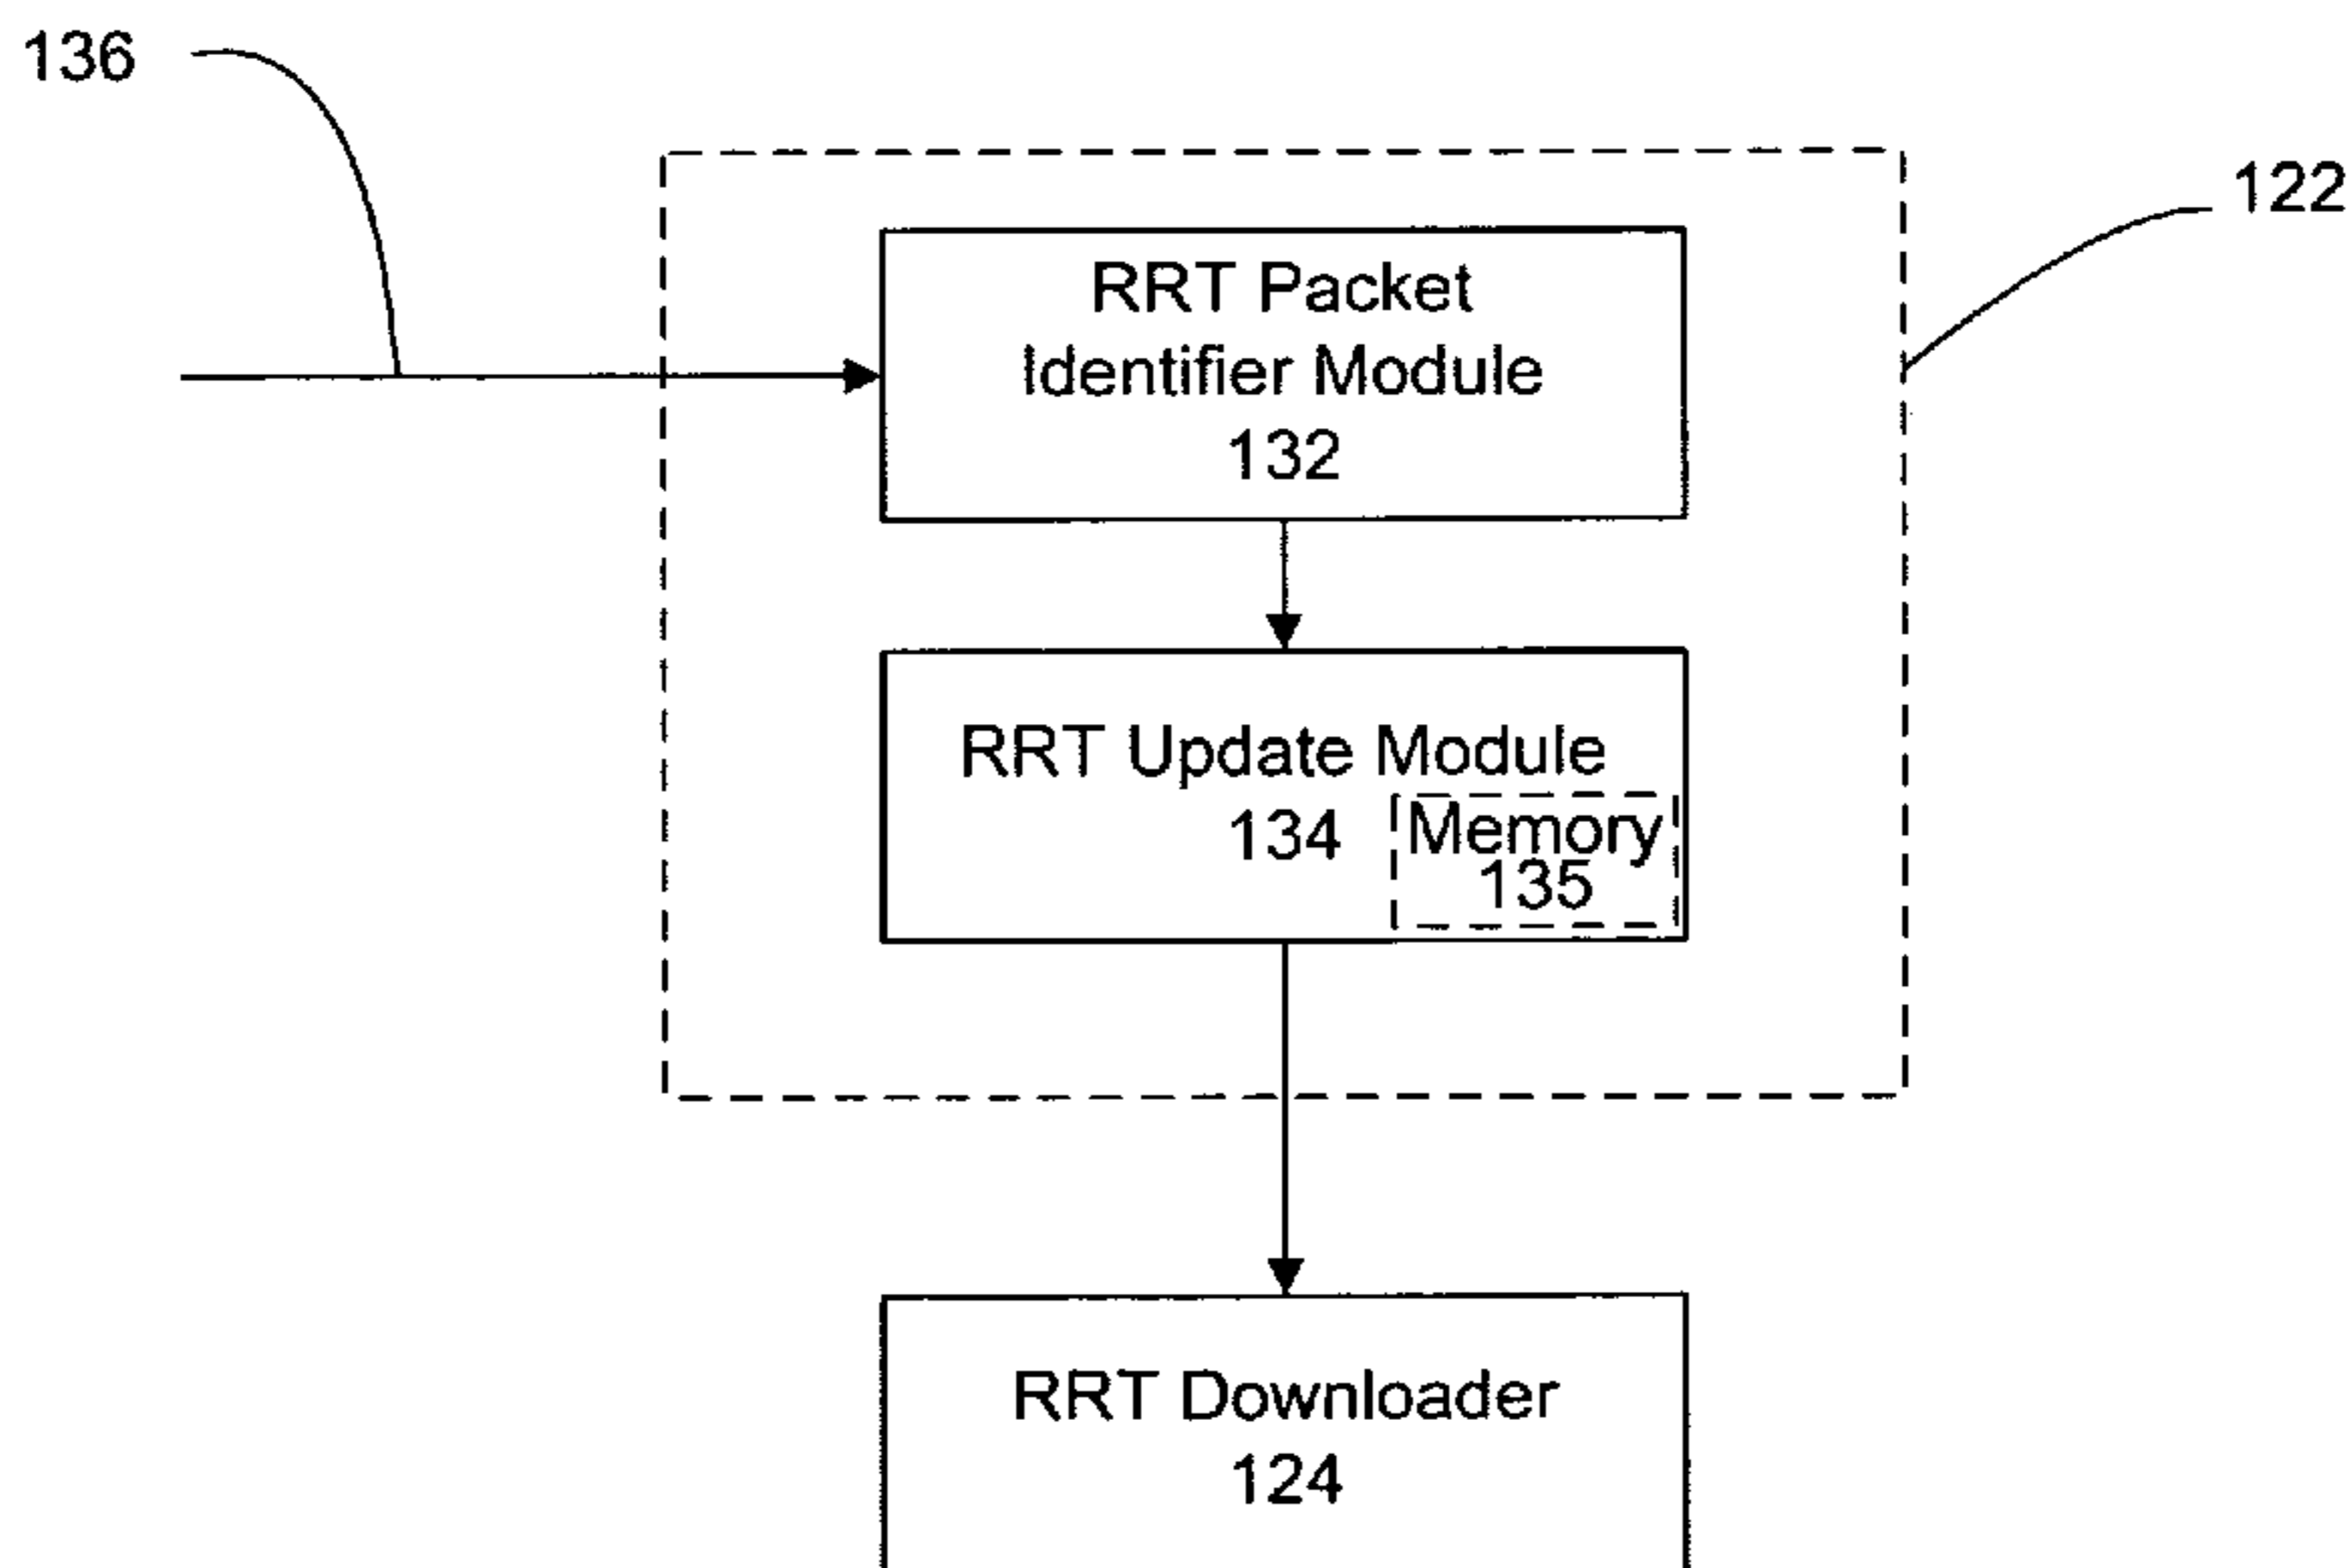 136
122
RRT Packet
Identifier Module
132
RRT Update Module
134
Memory
135
RRT Downloader
124